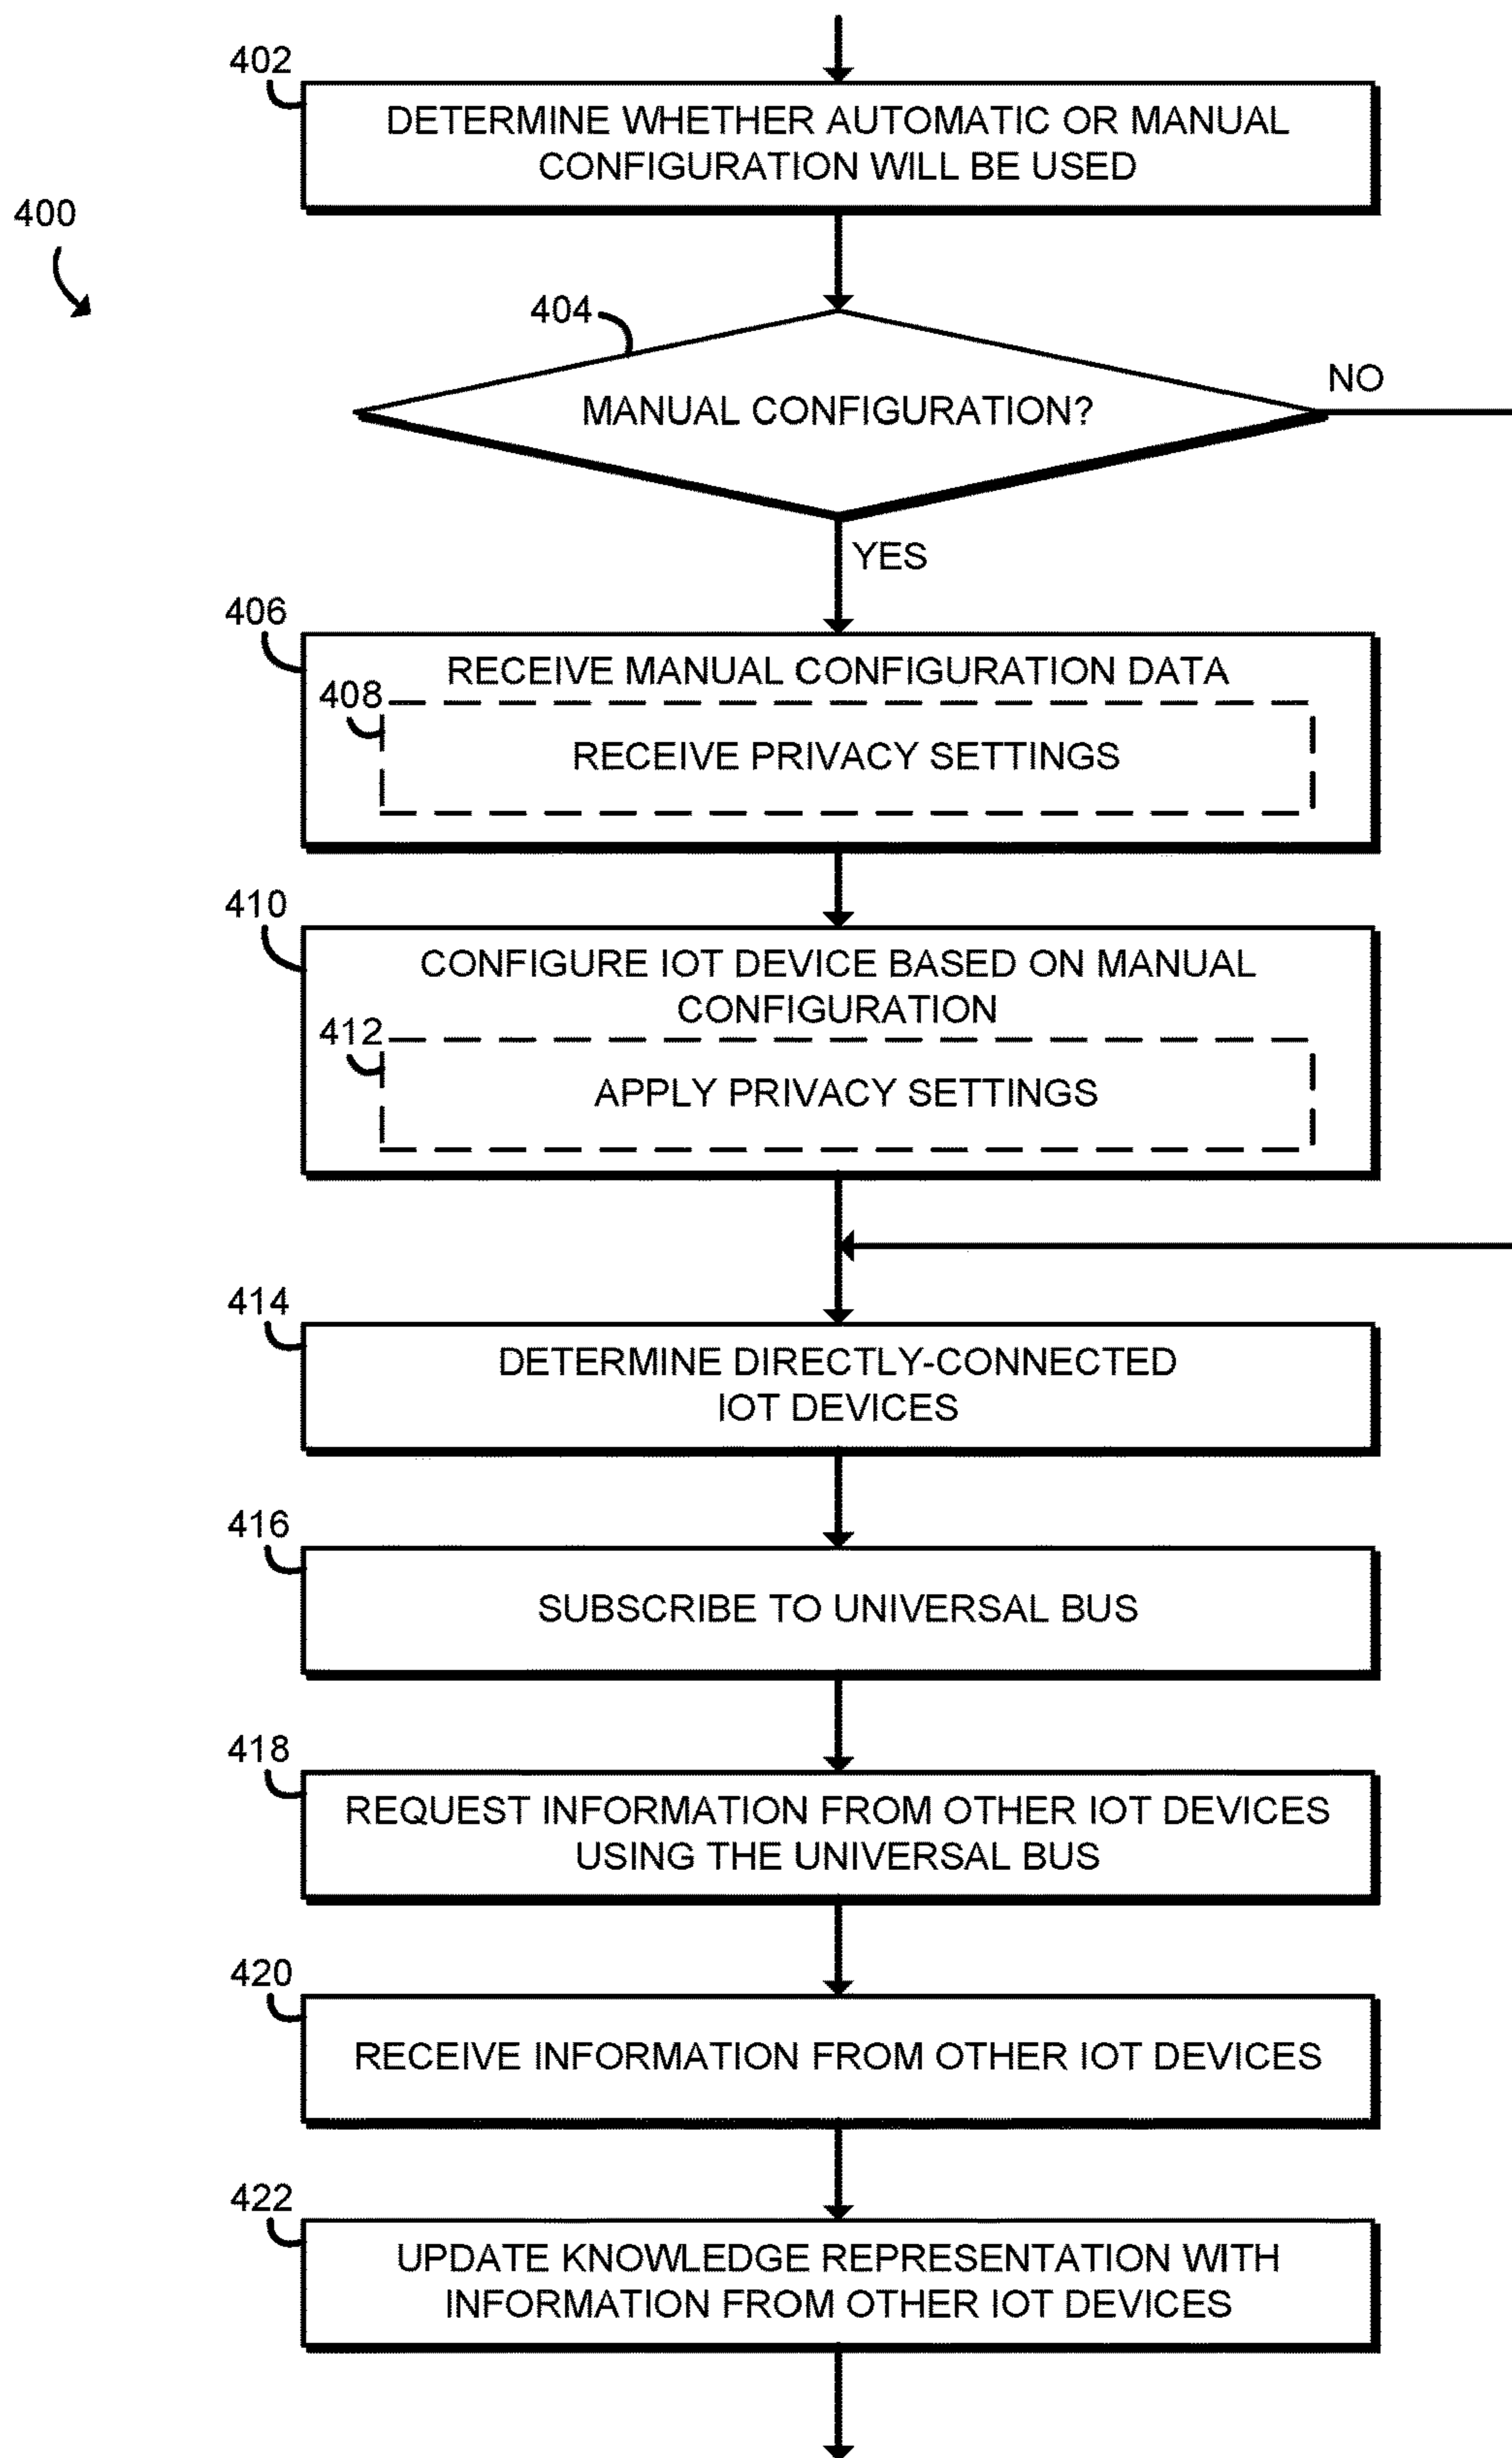 402
DETERMINE WHETHER AUTOMATIC OR MANUAL
CONFIGURATION WILL BE USED
400
404
NO
MANUAL CONFIGURATION?
YES
406
RECEIVE MANUAL CONFIGURATION DATA
408
RECEIVE PRIVACY SETTINGS
410
CONFIGURE IOT DEVICE BASED ON MANUAL
CONFIGURATION
412
APPLY PRIVACY SETTINGS
414
DETERMINE DIRECTLY-CONNECTED
IOT DEVICES
416
SUBSCRIBE TO UNIVERSAL BUS
418
REQUEST INFORMATION FROM OTHER IOT DEVICES
USING THE UNIVERSAL BUS
420
RECEIVE INFORMATION FROM OTHER IOT DEVICES
422
UPDATE KNOWLEDGE REPRESENTATION WITH
INFORMATION FROM OTHER IOT DEVICES